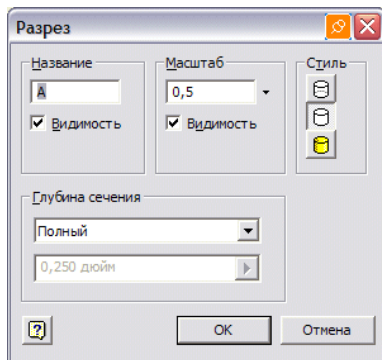 Разрез
Название
Масштаб
Стиль
A
0,5
Видимость
Видимость
Глубина сечения
Полный
0,250 дюйм
?
OK
Отмена